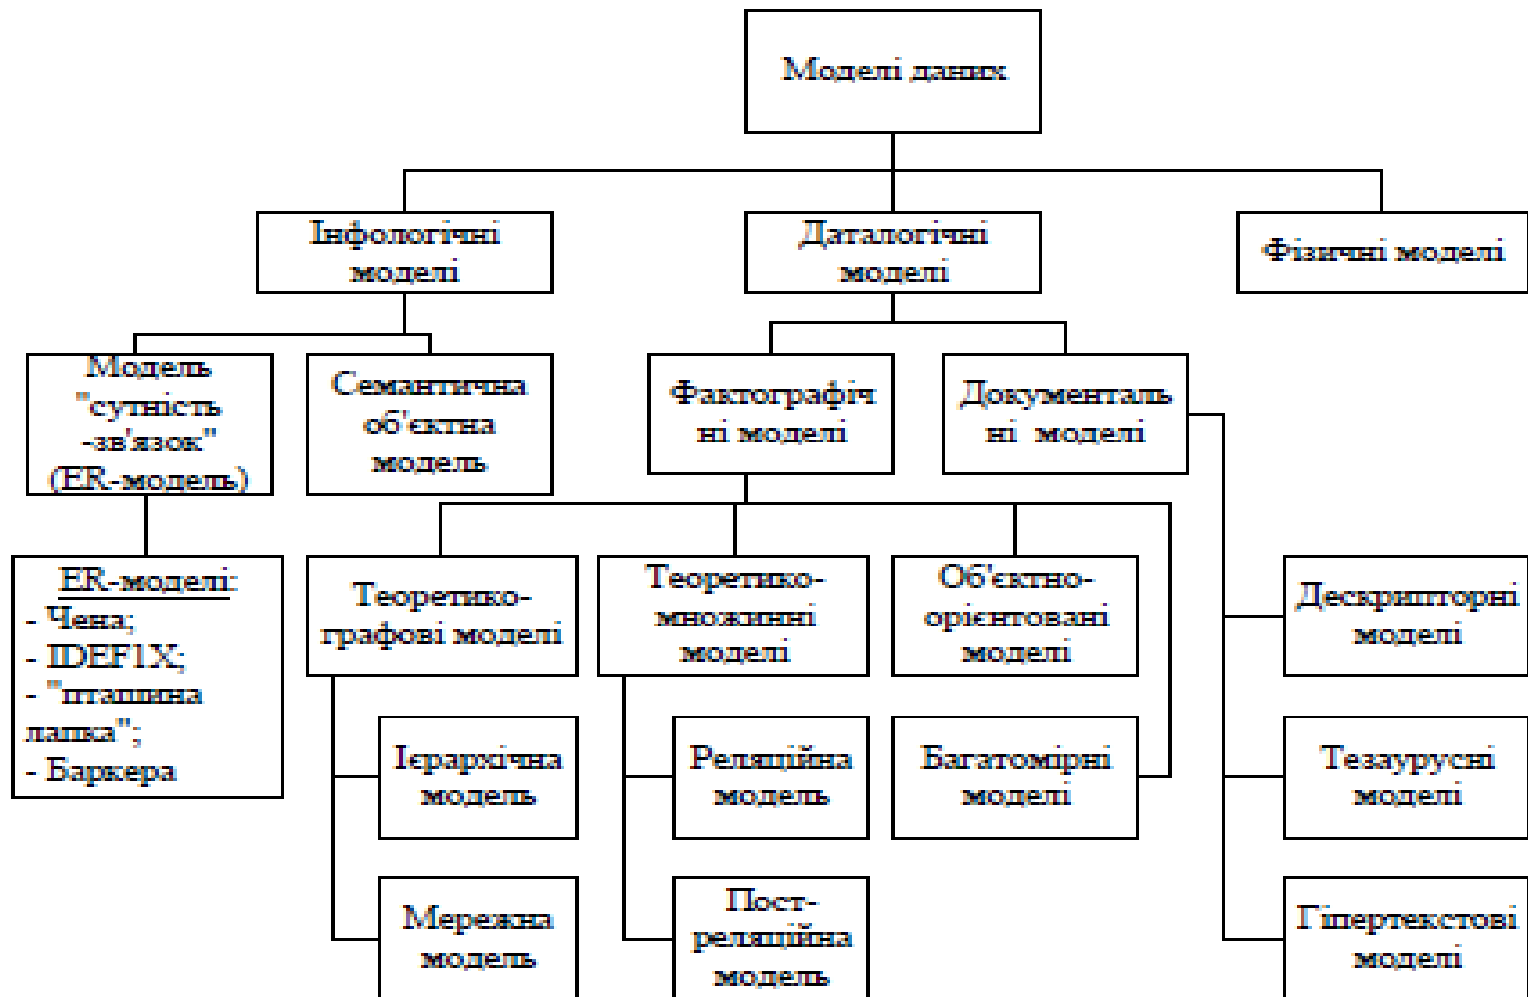 Моделі даних
Інфологічні
моделі
Даталогічні
моделі
Фізичні моделі
Модель
"сутність
-зв'язок"
(ER-модель)
Семантична
об'єктна
модель
Фактографіч
ні моделі
Документаль
ні моделі
ER-моделі:
- Чена;
- IDEF1X;
- "пташина
лапка";
- Баркера
Теоретико-
графові моделі
Теоретико-
множинні
моделі
Об'єктно-
орієнтовані
моделі
Дескрипторні
моделі
Ієрархічна
модель
Реляційна
модель
Багатомірні
моделі
Тезаурусні
моделі
Мережна
модель
Пост-
реляційна
модель
Гіпертекстові
моделі